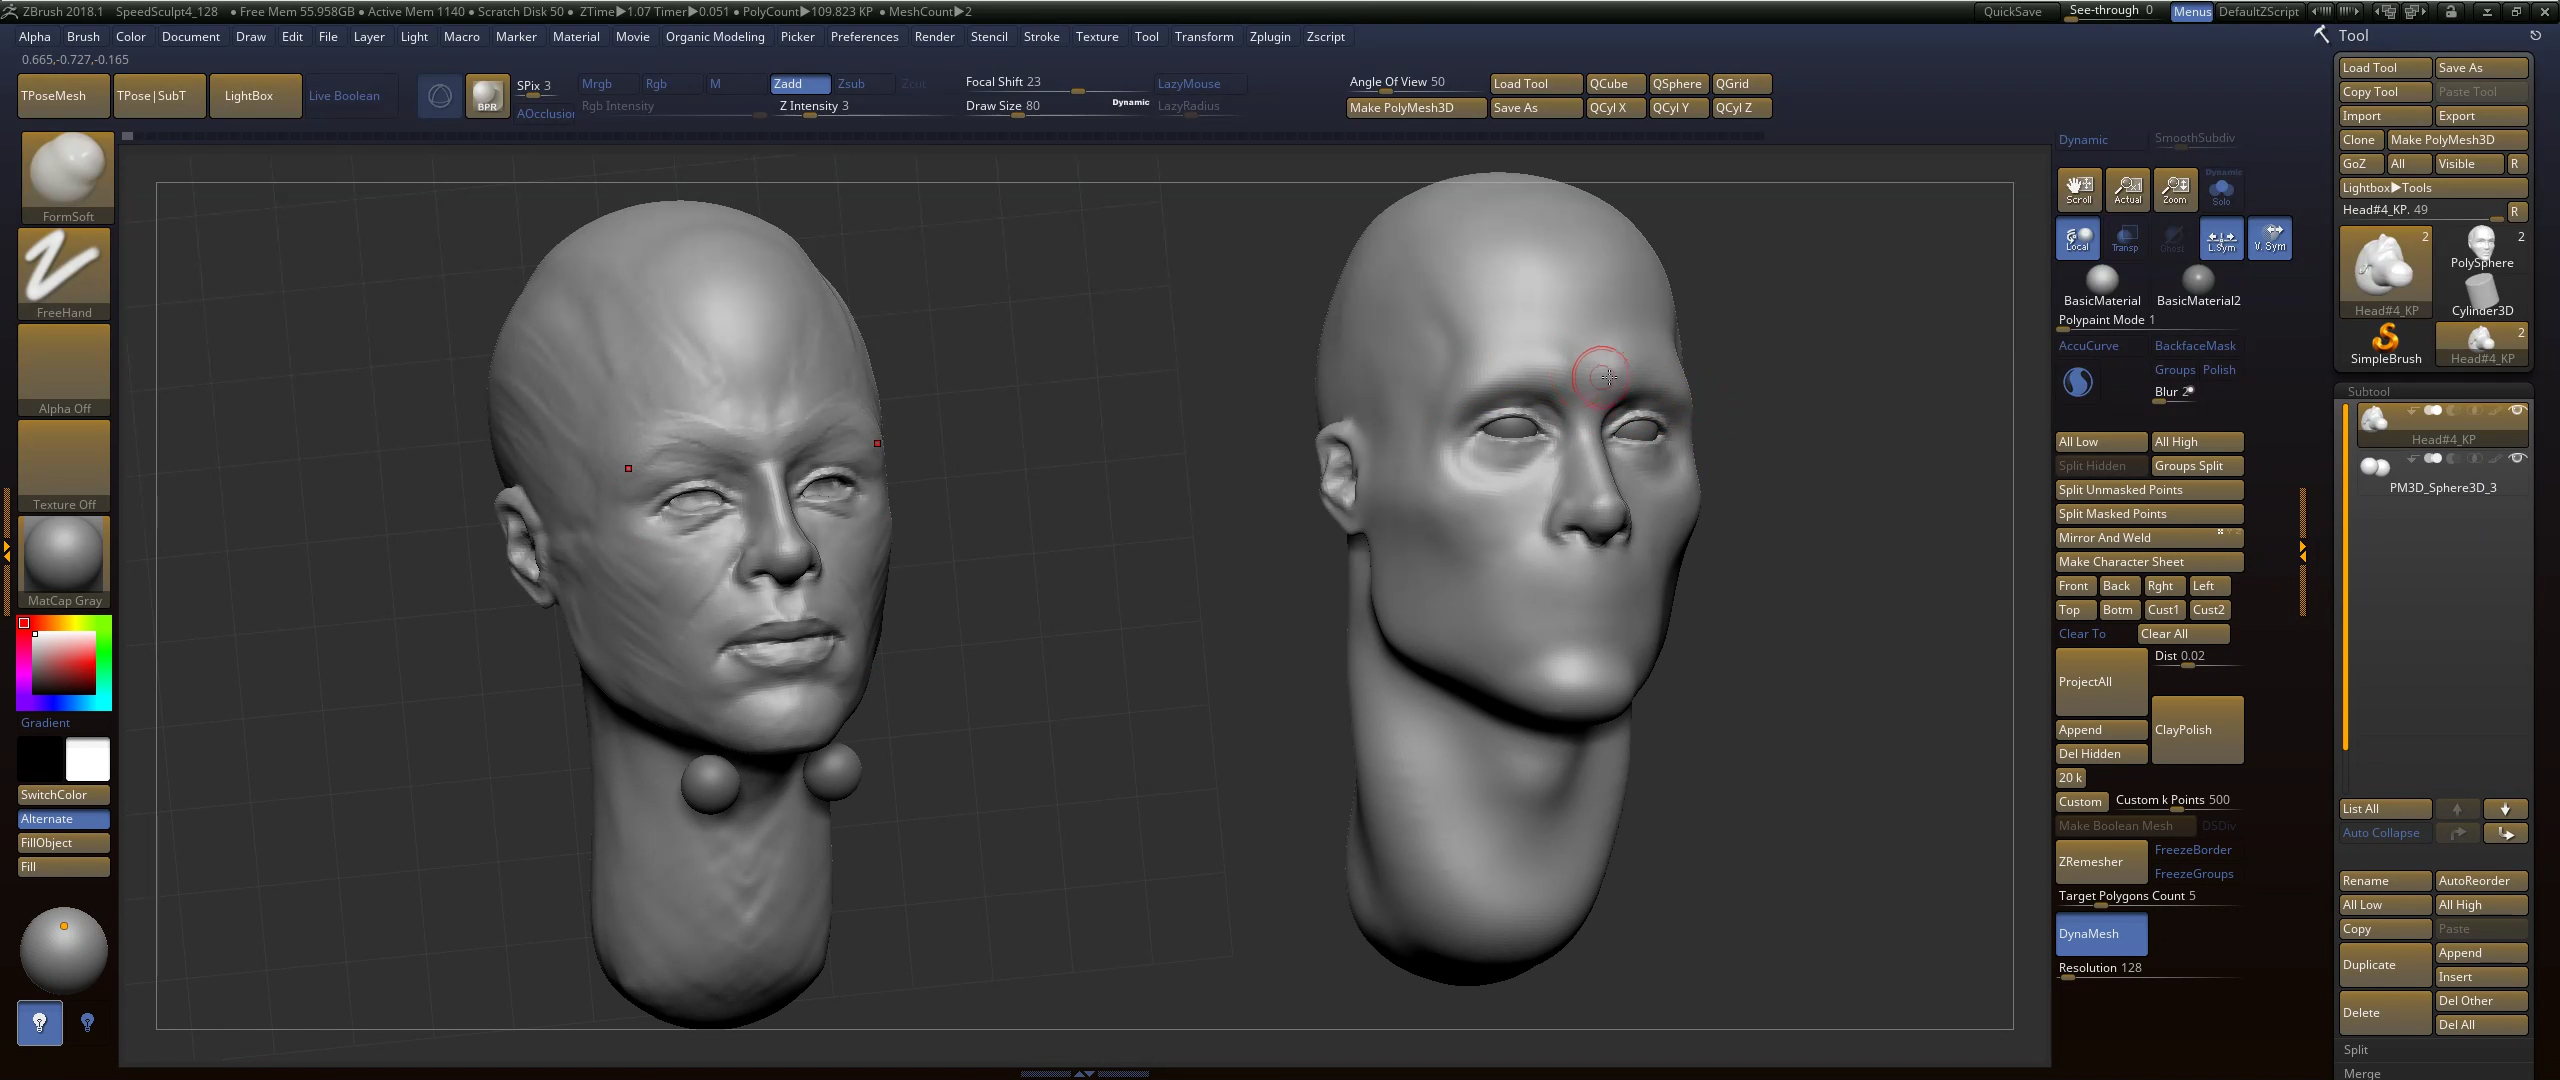 ZBrush 2018.1 SpeedSculpt4_128 • Free Mem 55.958GB • Active Mem 1140 • Scratch Disk 50 • ZTime▶1.07 Timer▶0.051 • PolyCount▶109.823 KP • MeshCount▶2
QuickSave See-through 0 Menus DefaultZScript
Alpha Brush Color Document Draw Edit File Layer Light Macro Marker Material Movie Organic Modeling Picker Preferences Render Stencil Stroke Texture Tool Transform Zplugin Zscript
Tool
0.665,-0.727,-0.165
TPoseMesh TPose|SubT LightBox Live Boolean
BPR
SPix 3
AOcclusion
Mrgb Rgb M Zadd Zsub Zcut
Rgb Intensity Z Intensity 3
Focal Shift 23
Draw Size 80 Dynamic
LazyMouse
LazyRadius
Angle Of View 50 Load Tool QCube QSphere QGrid
Make PolyMesh3D Save As QCyl X QCyl Y QCyl Z
FormSoft
FreeHand
Alpha Off
Texture Off
MatCap Gray
Gradient
SwitchColor
Alternate
FillObject
Fill
Dynamic SmoothSubdiv
Scroll Actual Zoom Dynamic Solo
Local Transp Ghost L.Sym V. Sym
BasicMaterial BasicMaterial2
Polypaint Mode 1
AccuCurve BackfaceMask
Groups Polish
Blur 2
All Low All High
Split Hidden Groups Split
Split Unmasked Points
Split Masked Points
Mirror And Weld
Make Character Sheet
Front Back Rght Left
Top Botm Cust1 Cust2
Clear To Clear All
ProjectAll Dist 0.02
Append ClayPolish
Del Hidden
20 k
Custom Custom k Points 500
Make Boolean Mesh DSDiv
ZRemesher FreezeBorder
FreezeGroups
Target Polygons Count 5
DynaMesh
Resolution 128
Load Tool Save As
Copy Tool Paste Tool
Import Export
Clone Make PolyMesh3D
GoZ All Visible R
Lightbox▶Tools
Head#4_KP. 49 R
2 2
PolySphere
Head#4_KP Cylinder3D
2
SimpleBrush Head#4_KP
Subtool
Head#4_KP
PM3D_Sphere3D_3
List All
Auto Collapse
Rename AutoReorder
All Low All High
Copy Paste
Duplicate Append
Insert
Delete Del Other
Del All
Split
Merge